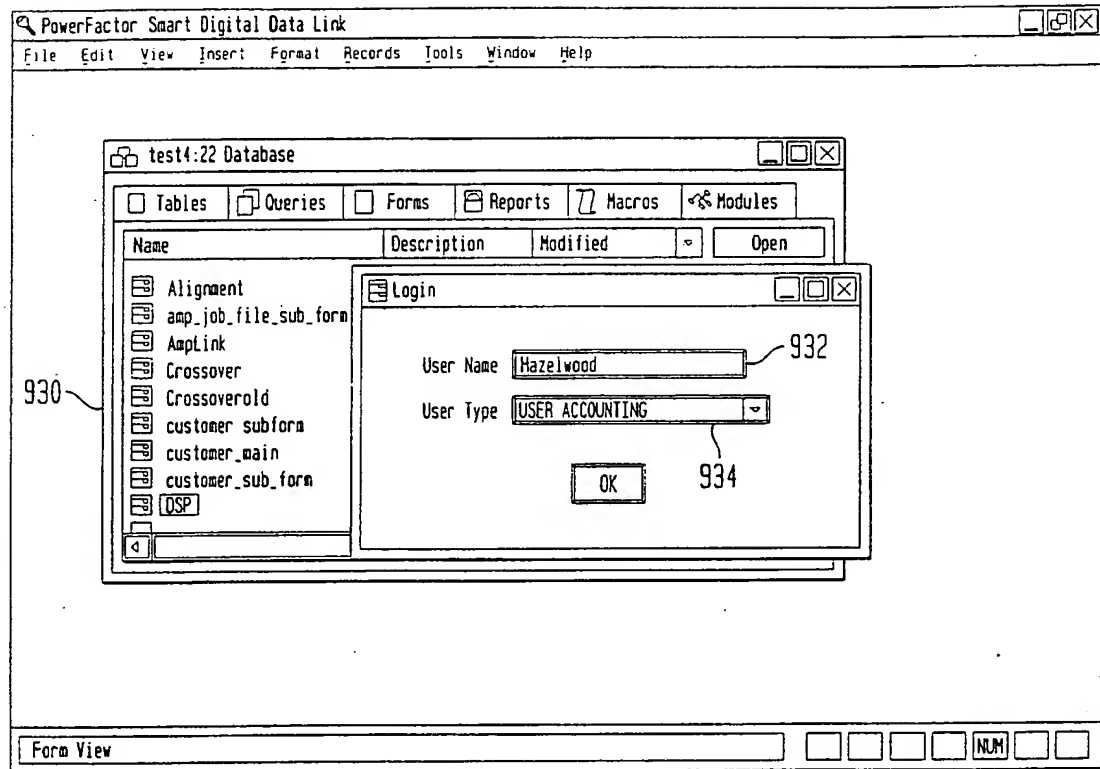 PowerFactor Smart Digital Data Link
File Edit View Insert Format Records Tools Window Help
test4:22 Database
Tables Queries Forms Reports Macros Modules
Name Description Modified Open
Alignment
amp_job_file_sub_form
AmpLink
Crossover
Crossoverold
customer subform
customer_main
customer_sub_form
DSP
Login
User Name Hazelwood
User Type USER ACCOUNTING
OK
930
932
934
Form View NUM